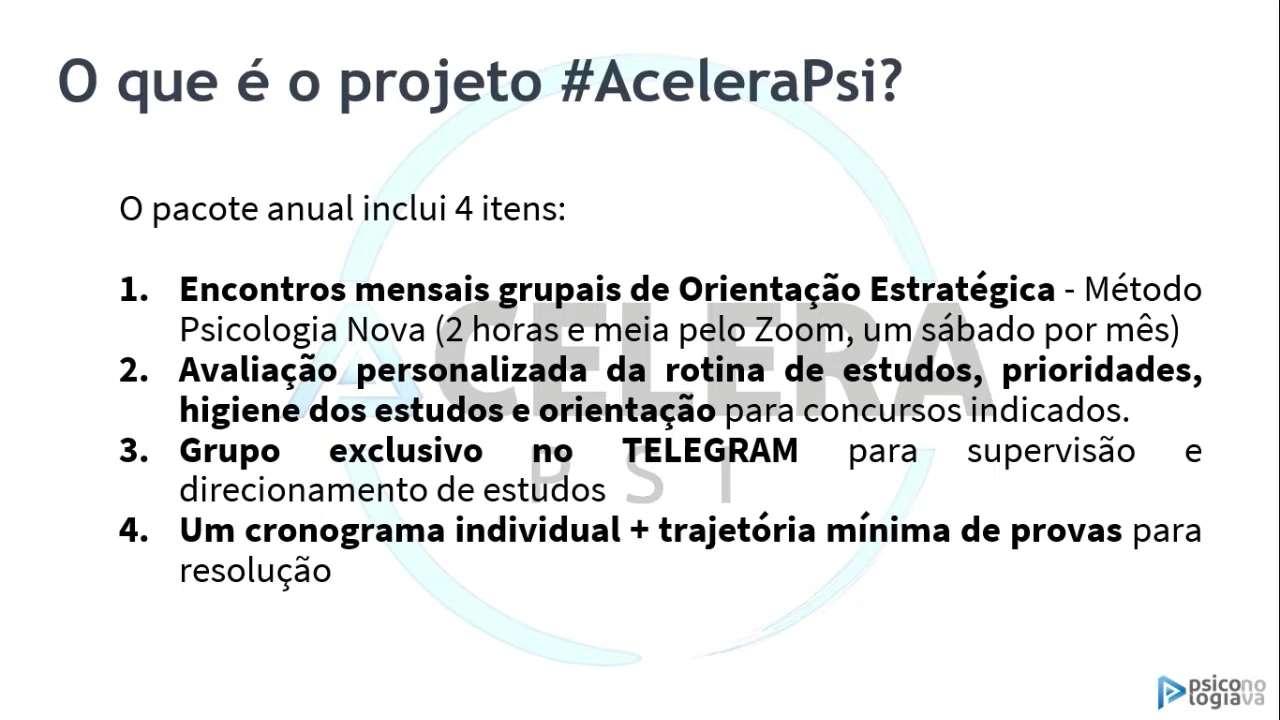 O que é o projeto #AceleraPsi?
O pacote anual inclui 4 itens:
1. Encontros mensais grupais de Orientação Estratégica - Método
Psicologia Nova (2 horas e meia pelo Zoom, um sábado por mês)
2. Avaliação personalizada da rotina de estudos, prioridades,
higiene dos estudos e orientação para concursos indicados.
3. Grupo exclusivo no TELEGRAM para supervisão e
direcionamento de estudos
4. Um cronograma individual + trajetória mínima de provas para
resolução
ACELERA
PSI
psicono
logiava